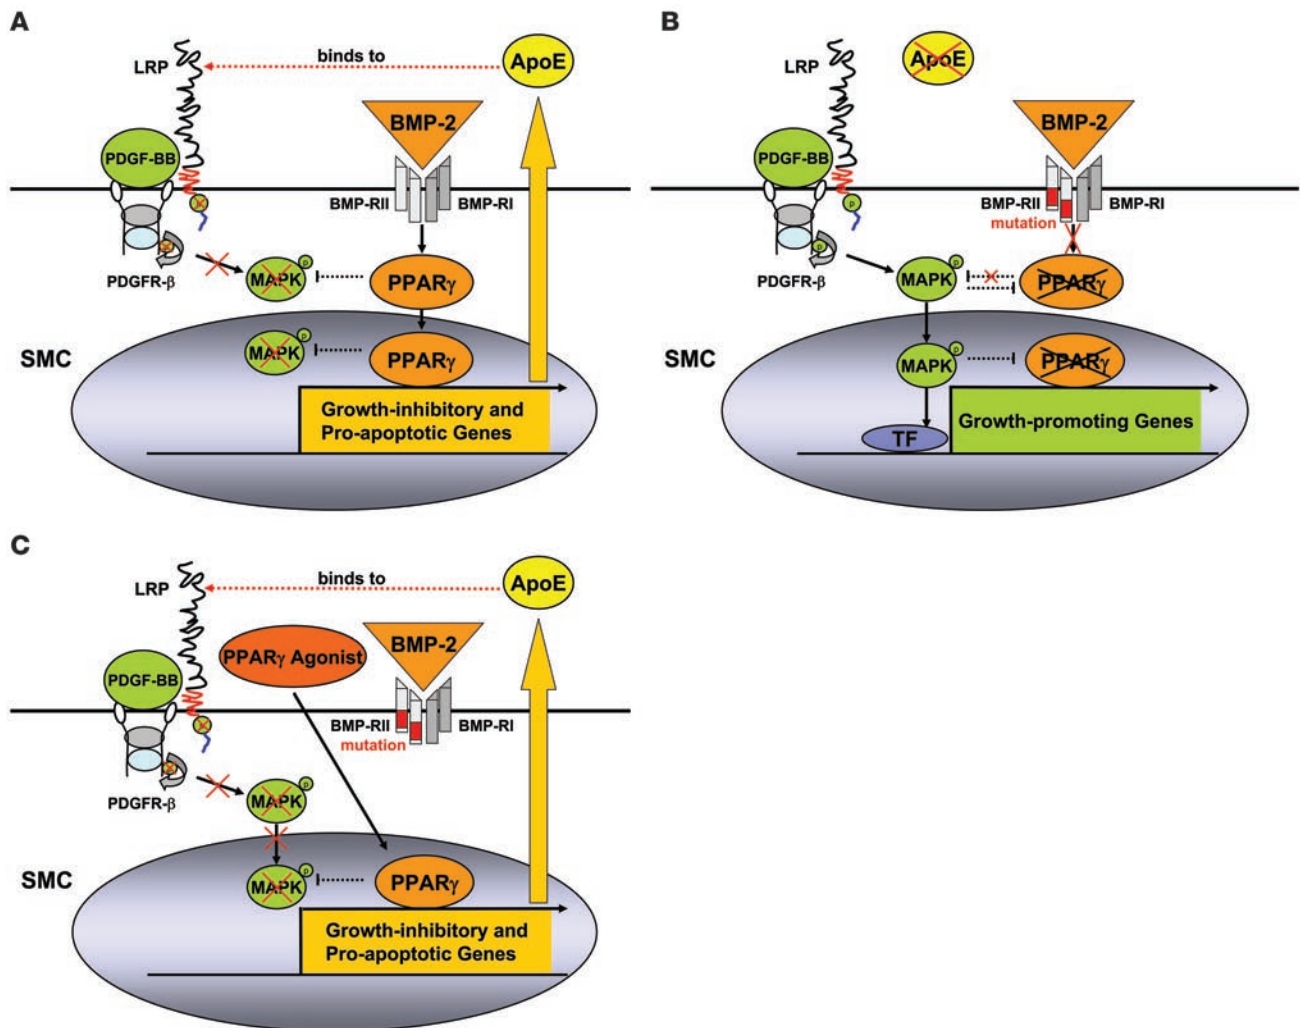 A
LRP
binds to
ApoE
BMP-2
PDGF-BB
BMP-RII
BMP-RI
P
P
PDGFR-β
MAPK
p
PPARγ
SMC
MAPK
p
PPARγ
Growth-inhibitory and
Pro-apoptotic Genes
B
LRP
ApoE
BMP-2
PDGF-BB
BMP-RII
BMP-RI
mutation
p
p
PDGFR-β
MAPK
p
PPARγ
SMC
MAPK
p
PPARγ
Growth-promoting Genes
TF
C
LRP
binds to
ApoE
PPARγ Agonist
BMP-2
PDGF-BB
BMP-RII
BMP-RI
mutation
PDGFR-β
MAPK
p
SMC
MAPK
p
PPARγ
Growth-inhibitory and
Pro-apoptotic Genes